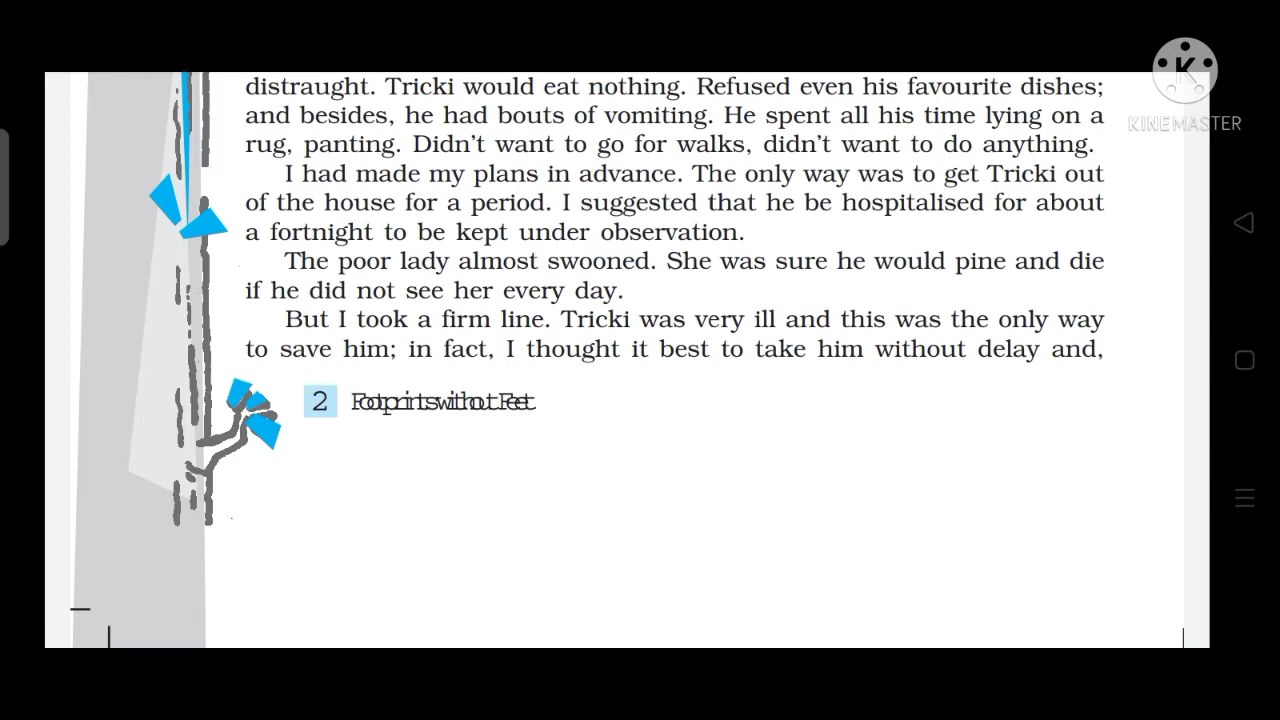 distraught. Tricki would eat nothing. Refused even his favourite dishes;
and besides, he had bouts of vomiting. He spent all his time lying on a
rug, panting. Didn't want to go for walks, didn't want to do anything.
I had made my plans in advance. The only way was to get Tricki out
of the house for a period. I suggested that he be hospitalised for about
a fortnight to be kept under observation.
The poor lady almost swooned. She was sure he would pine and die
if he did not see her every day.
But I took a firm line. Tricki was very ill and this was the only way
to save him; in fact, I thought it best to take him without delay and,
2 Footprints without Feet
K
KINEMASTER